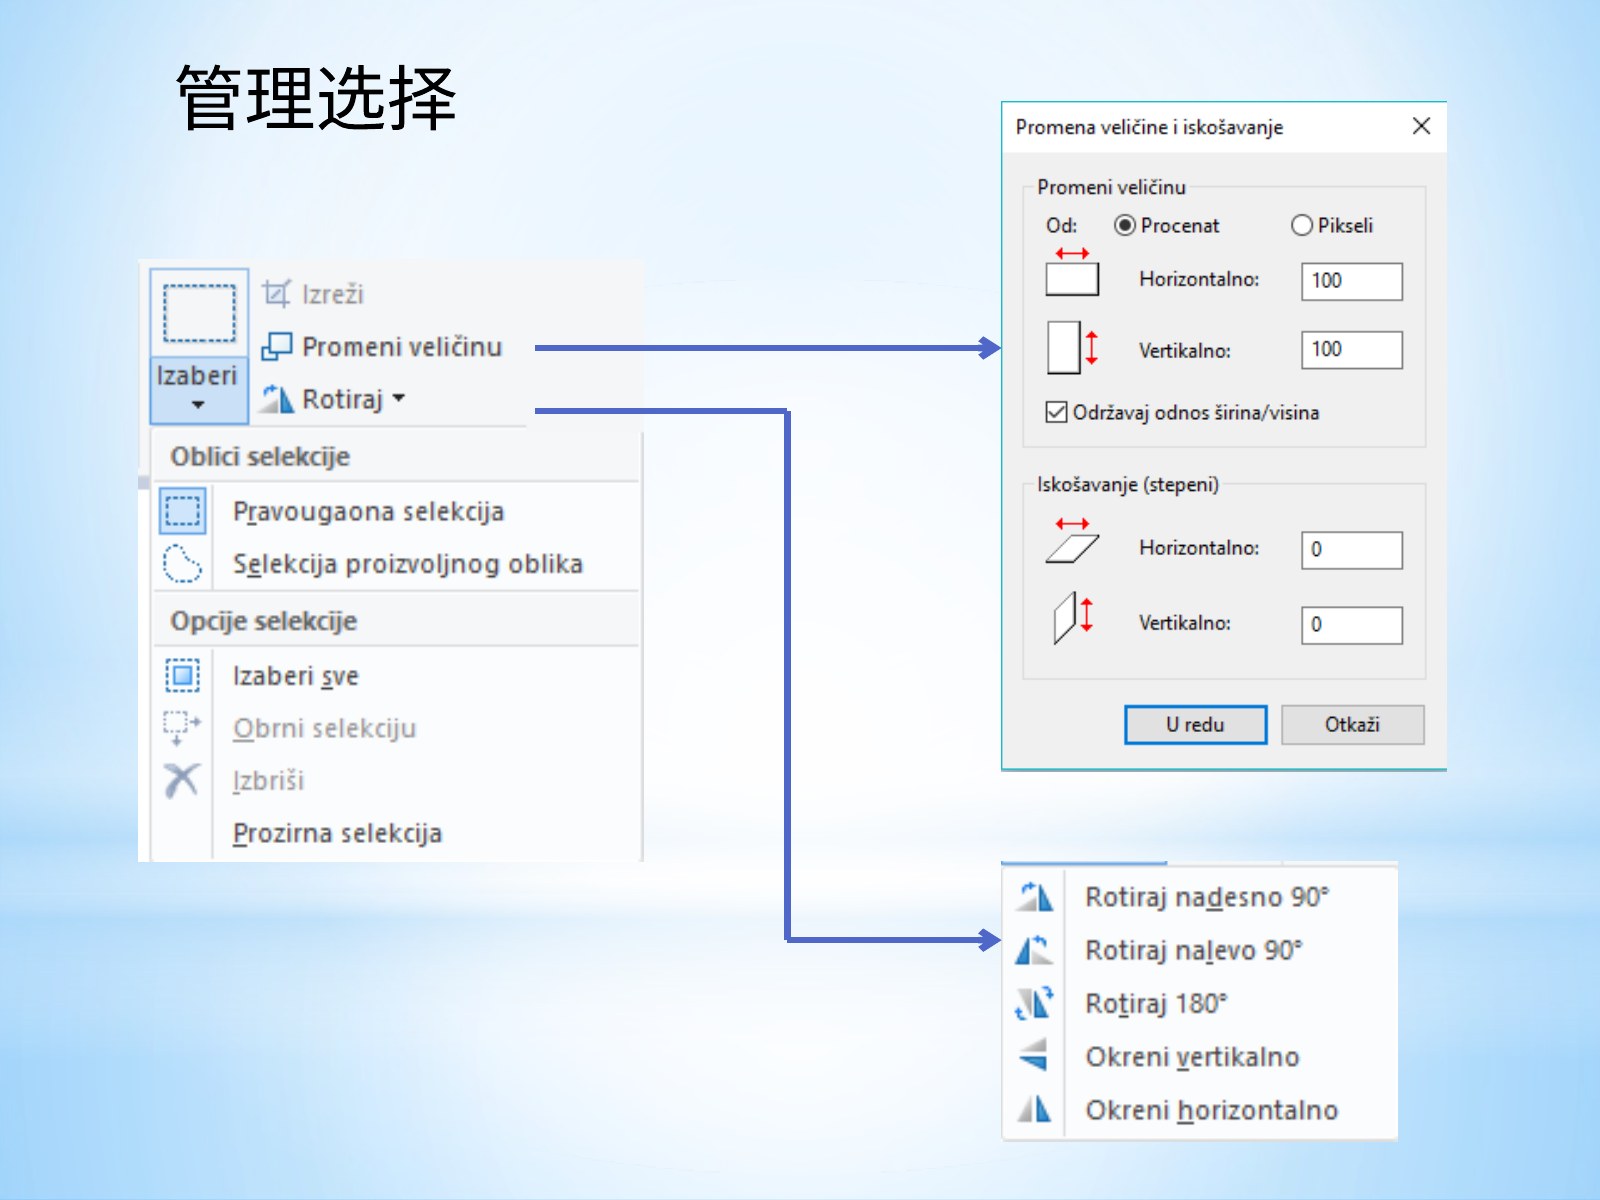 管理选择
Izaberi
Izreži
Promeni veličinu
Rotiraj
Oblici selekcije
Pravougaona selekcija
Selekcija proizvoljnog oblika
Opcije selekcije
Izaberi sve
Obrni selekciju
Izbriši
Prozirna selekcija
Promena veličine i iskošavanje
Promeni veličinu
Od: Procenat Pikseli
Horizontalno: 100
Vertikalno: 100
Održavaj odnos širina/visina
Iskošavanje (stepeni)
Horizontalno: 0
Vertikalno: 0
U redu Otkaži
Rotiraj nadesno 90°
Rotiraj nalevo 90°
Rotiraj 180°
Okreni vertikalno
Okreni horizontalno